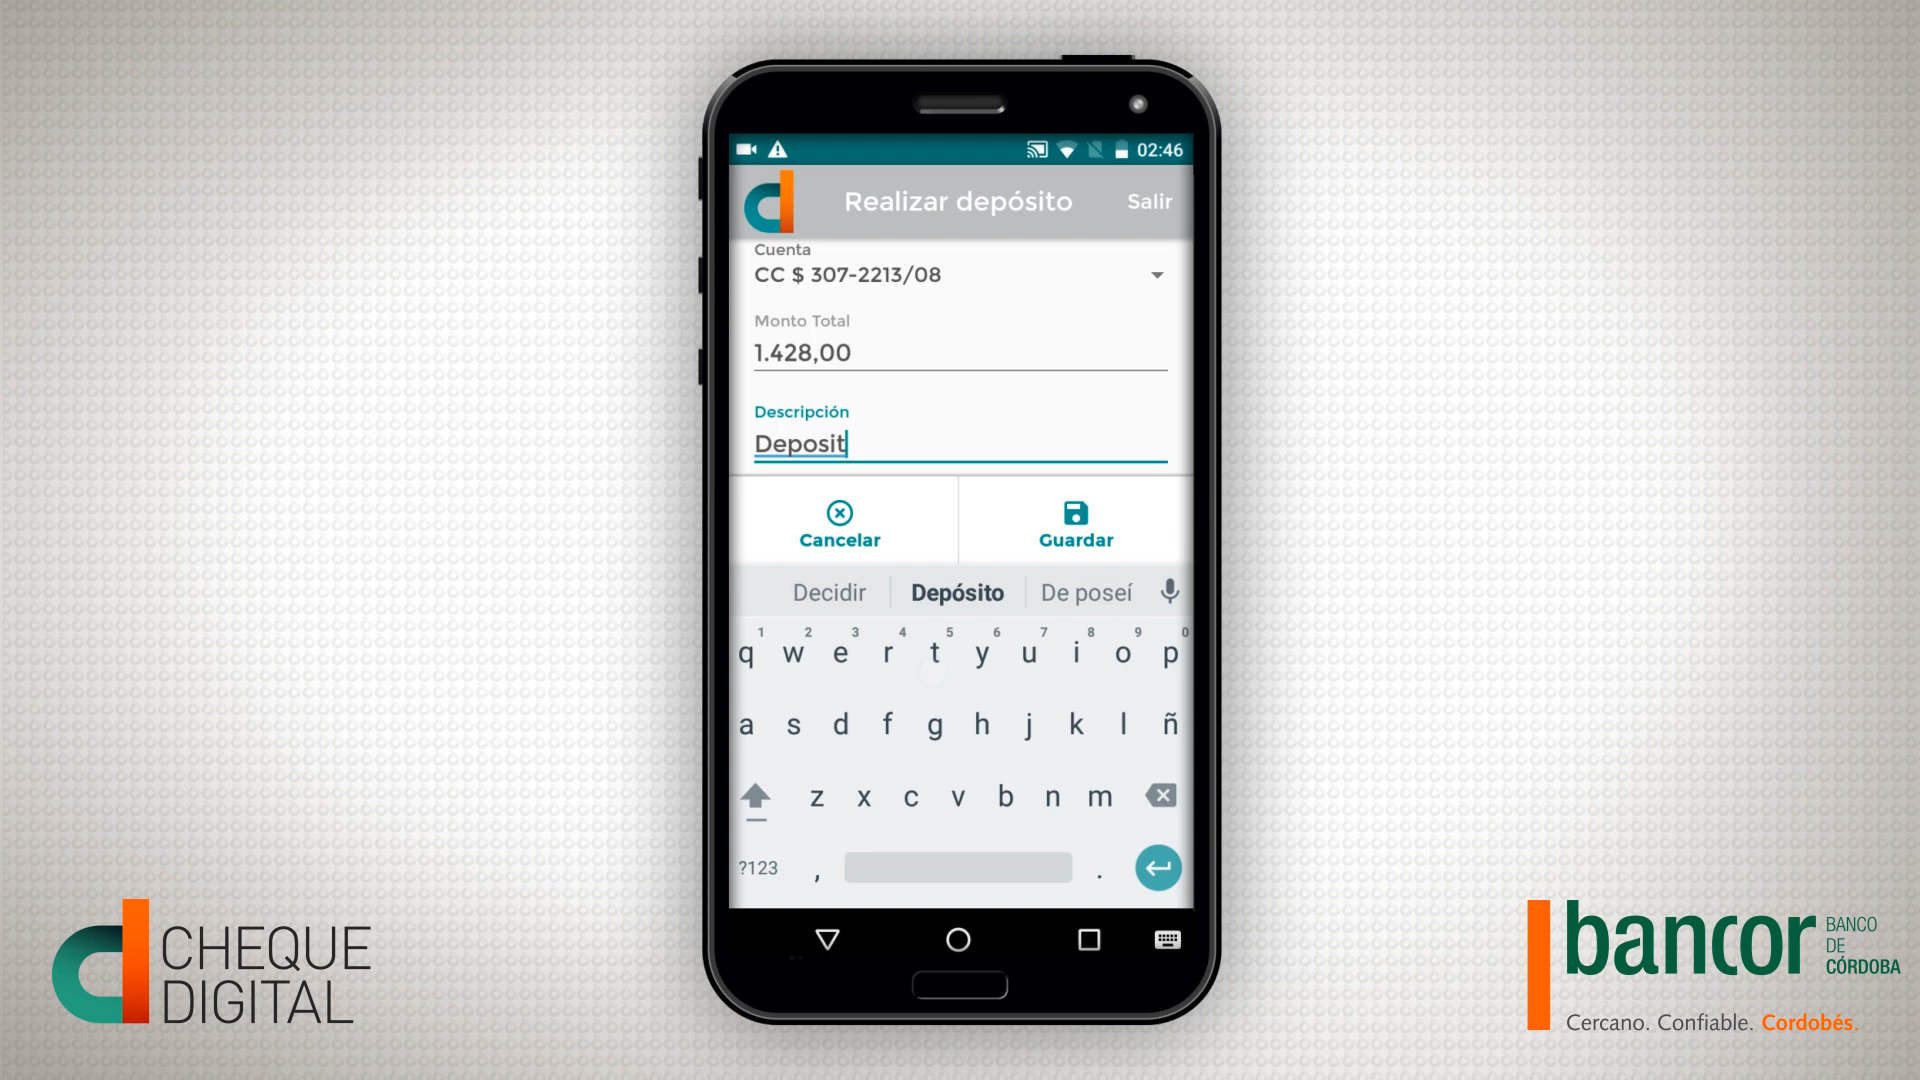 02:46
Realizar depósito
Salir
Cuenta
CC $ 307-2213/08
Monto Total
1.428,00
Descripción
Deposit
Cancelar
Guardar
Decidir
Depósito
De poseí
1 2 3 4 5 6 7 8 9 0
q w e r t y u i o p
a s d f g h j k l ñ
z x c v b n m
?123 , .
CHEQUE
DIGITAL
bancor
BANCO
DE
CÓRDOBA
Cercano. Confiable. Cordobés.